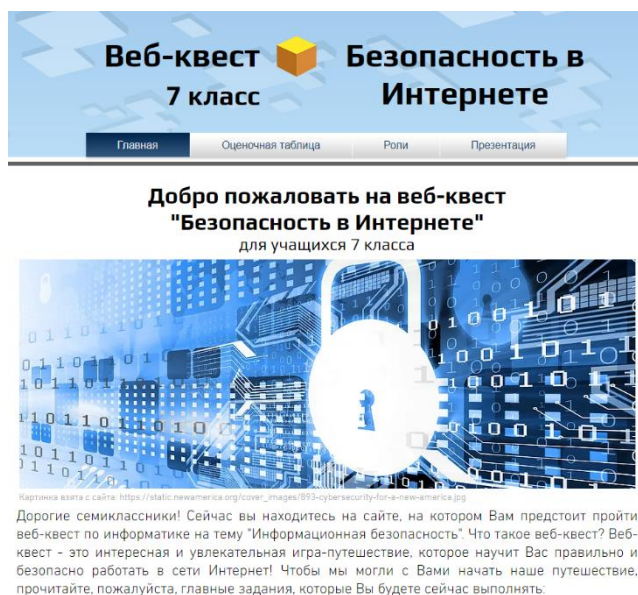 Веб-квест
7 класс
Безопасность в
Интернете
Главная Оценочная таблица Роли Презентация
Добро пожаловать на веб-квест
"Безопасность в Интернете"
для учащихся 7 класса
Картинка взята с сайта: https://static.newamerica.org/cover_images/893-cybersecurity-for-a-new-america.jpg
Дорогие семиклассники! Сейчас вы находитесь на сайте, на котором Вам предстоит пройти
веб-квест по информатике на тему "Информационная безопасность". Что такое веб-квест? Веб-
квест - это интересная и увлекательная игра-путешествие, которое научит Вас правильно и
безопасно работать в сети Интернет! Чтобы мы могли с Вами начать наше путешествие,
прочитайте, пожалуйста, главные задания, которые Вы будете сейчас выполнять: